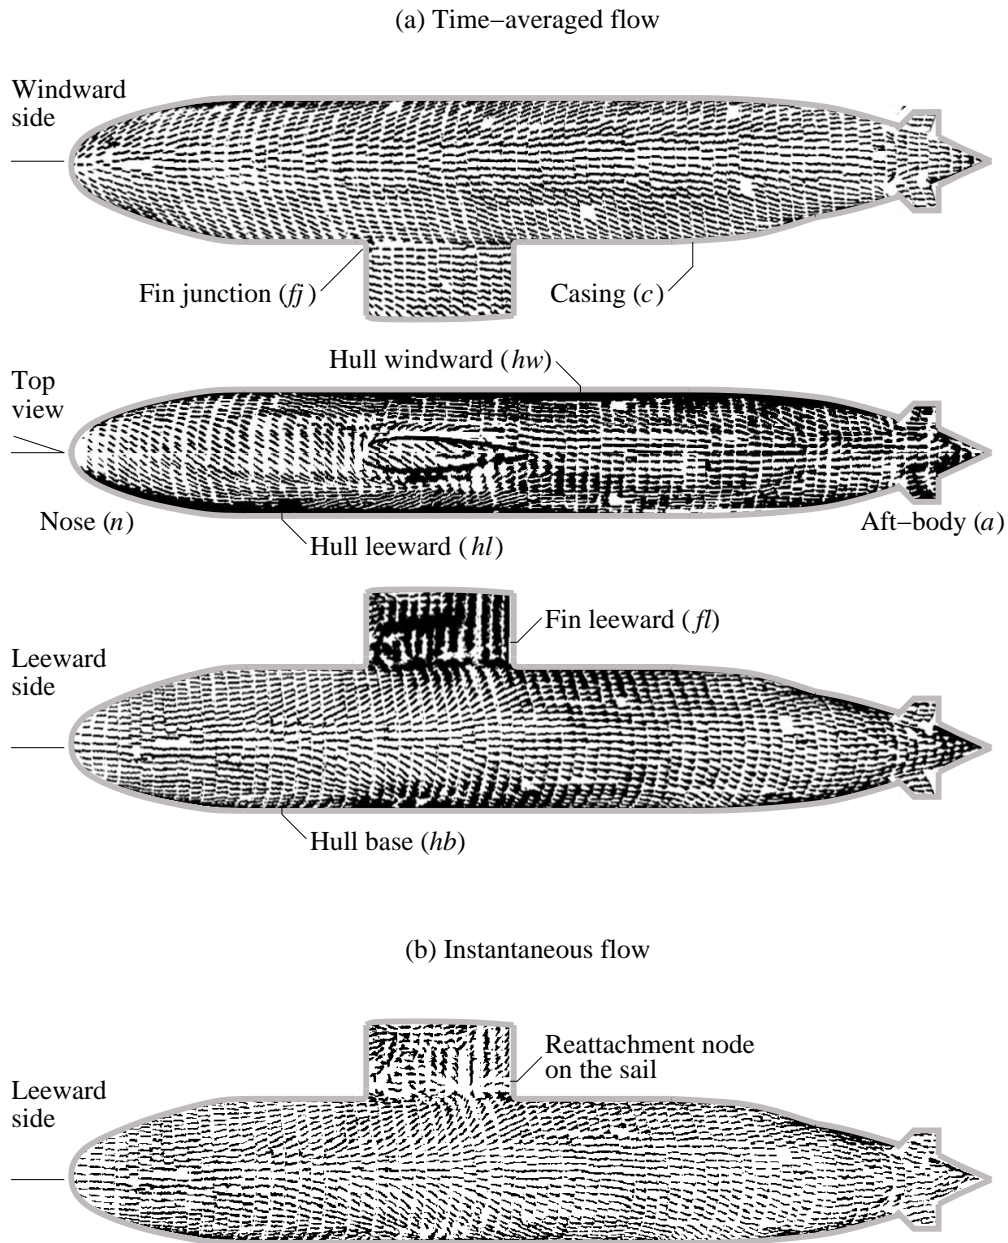 (a) Time−averaged flow
Windward
side
Fin junction (fj)
Casing (c)
Hull windward (hw)
Top
view
Nose (n)
Aft−body (a)
Hull leeward (hl)
Fin leeward (fl)
Leeward
side
Hull base (hb)
(b) Instantaneous flow
Reattachment node
on the sail
Leeward
side